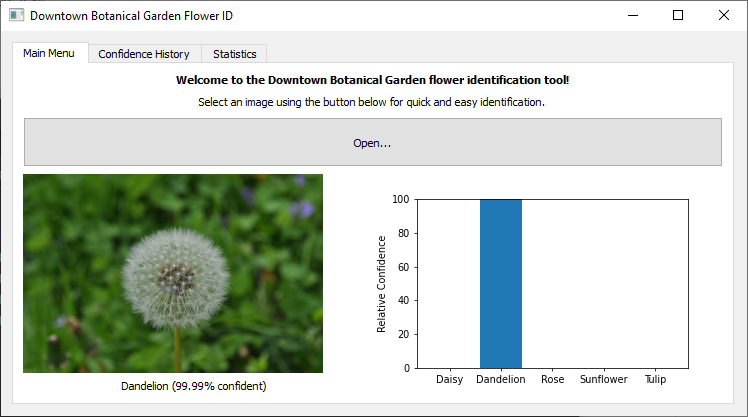 Downtown Botanical Garden Flower ID
Main Menu Confidence History Statistics
Welcome to the Downtown Botanical Garden flower identification tool!
Select an image using the button below for quick and easy identification.
Open...
Dandelion (99.99% confident)
Relative Confidence
100
80
60
40
20
0
Daisy Dandelion Rose Sunflower Tulip